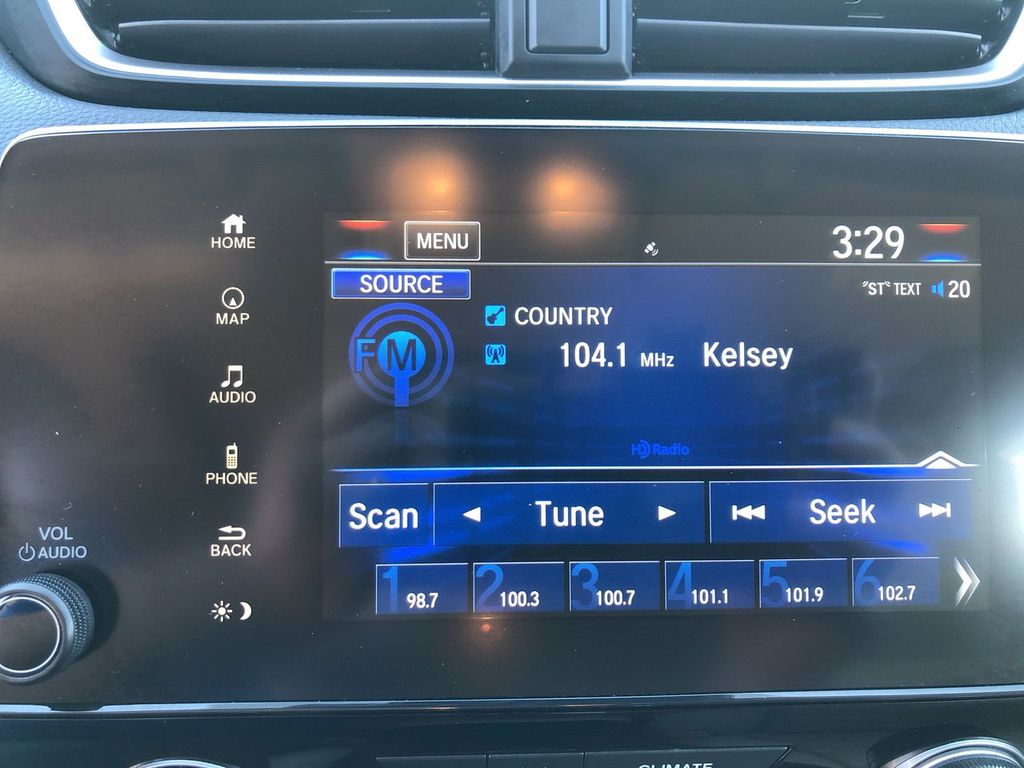 HOME
MAP
AUDIO
PHONE
BACK
VOL
AUDIO
MENU
3:29
SOURCE
"ST" TEXT 20
FM
COUNTRY
104.1 MHz Kelsey
HD Radio
Scan Tune Seek
1 98.7
2 100.3
3 100.7
4 101.1
5 101.9
6 102.7
CLIMATE